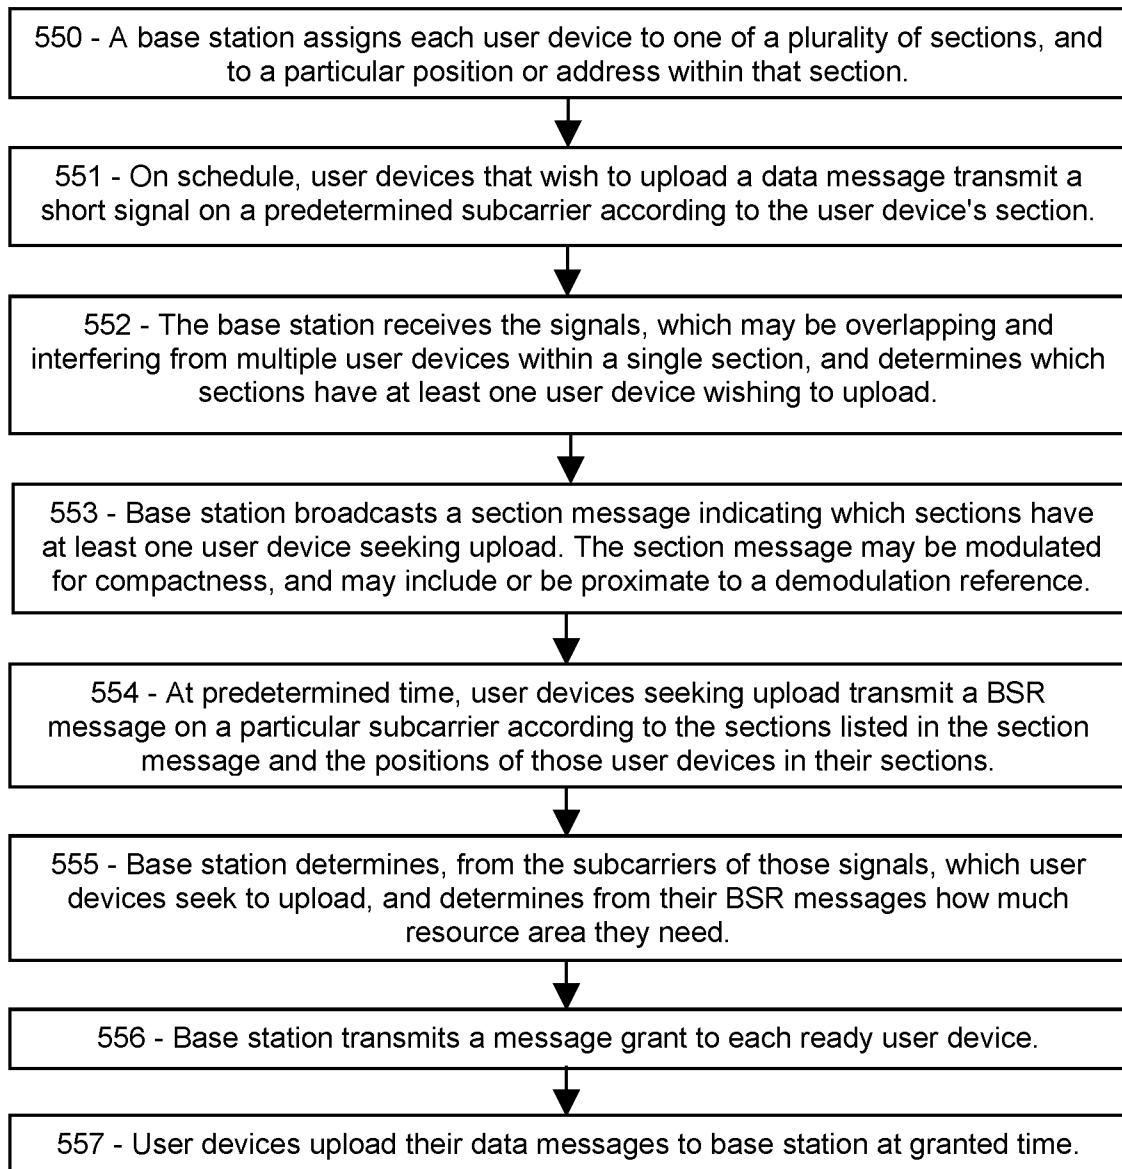 550 - A base station assigns each user device to one of a plurality of sections, and
to a particular position or address within that section.
551 - On schedule, user devices that wish to upload a data message transmit a
short signal on a predetermined subcarrier according to the user device's section.
552 - The base station receives the signals, which may be overlapping and
interfering from multiple user devices within a single section, and determines which
sections have at least one user device wishing to upload.
553 - Base station broadcasts a section message indicating which sections have
at least one user device seeking upload. The section message may be modulated
for compactness, and may include or be proximate to a demodulation reference.
554 - At predetermined time, user devices seeking upload transmit a BSR
message on a particular subcarrier according to the sections listed in the section
message and the positions of those user devices in their sections.
555 - Base station determines, from the subcarriers of those signals, which user
devices seek to upload, and determines from their BSR messages how much
resource area they need.
556 - Base station transmits a message grant to each ready user device.
557 - User devices upload their data messages to base station at granted time.